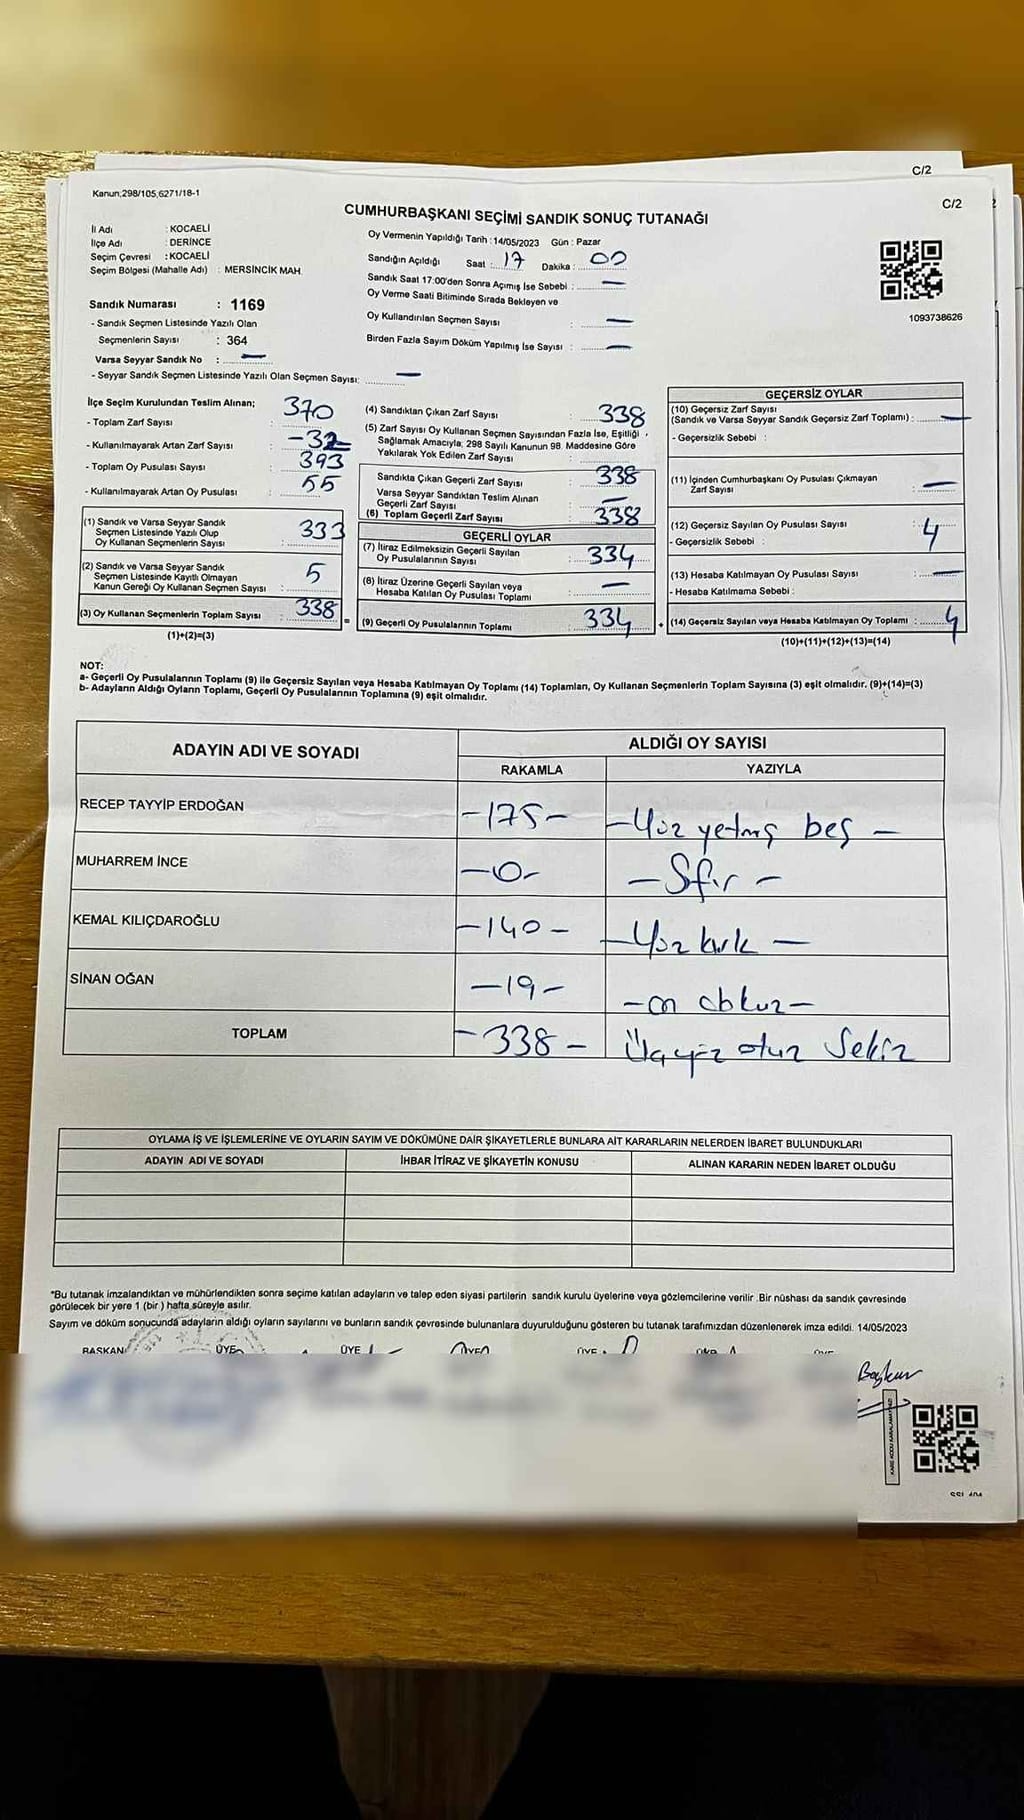 C/2
Kanun;298/105,6271/18-1
C/2
CUMHURBAŞKANI SEÇİMİ SANDIK SONUÇ TUTANAĞI
İl Adı : KOCAELİ
İlçe Adı : DERİNCE
Seçim Çevresi : KOCAELİ
Seçim Bölgesi (Mahalle Adı) : MERSİNCİK MAH.
Sandık Numarası : 1169
- Sandık Seçmen Listesinde Yazılı Olan
Seçmenlerin Sayısı : 364
Varsa Seyyar Sandık No : —
- Seyyar Sandık Seçmen Listesinde Yazılı Olan Seçmen Sayısı: —
Oy Vermenin Yapıldığı Tarih :14/05/2023 Gün : Pazar
Sandığın Açıldığı Saat : 17 Dakika : 00
Sandık Saat 17:00'den Sonra Açımış İse Sebebi : —
Oy Verme Saati Bitiminde Sırada Bekleyen ve
Oy Kullandırılan Seçmen Sayısı : —
Birden Fazla Sayım Döküm Yapılmış İse Sayısı : —
1093738626
İlçe Seçim Kurulundan Teslim Alınan;
- Toplam Zarf Sayısı : 370
- Kullanılmayarak Artan Zarf Sayısı : -32
- Toplam Oy Pusulası Sayısı : 393
- Kullanılmayarak Artan Oy Pusulası : 55
(1) Sandık ve Varsa Seyyar Sandık
Seçmen Listesinde Yazılı Olup
Oy Kullanan Seçmenlerin Sayısı : 333
(2) Sandık ve Varsa Seyyar Sandık
Seçmen Listesinde Kayıtlı Olmayan
Kanun Gereği Oy Kullanan Seçmen Sayısı : 5
(3) Oy Kullanan Seçmenlerin Toplam Sayısı : 338
(1)+(2)=(3)
(4) Sandıktan Çıkan Zarf Sayısı : 338
(5) Zarf Sayısı Oy Kullanan Seçmen Sayısından Fazla İse, Eşitliği
Sağlamak Amacıyla, 298 Sayılı Kanunun 98. Maddesine Göre
Yakılarak Yok Edilen Zarf Sayısı :
Sandıkta Çıkan Geçerli Zarf Sayısı : 338
Varsa Seyyar Sandıktan Teslim Alınan
Geçerli Zarf Sayısı : —
(6) Toplam Geçerli Zarf Sayısı : 338
GEÇERLİ OYLAR
(7) İtiraz Edilmeksizin Geçerli Sayılan
Oy Pusulalarının Sayısı : 334
(8) İtiraz Üzerine Geçerli Sayılan veya
Hesaba Katılan Oy Pusulası Toplamı : —
(9) Geçerli Oy Pusulalarının Toplamı : 334
GEÇERSİZ OYLAR
(10) Geçersiz Zarf Sayısı
(Sandık ve Varsa Seyyar Sandık Geçersiz Zarf Toplamı) : —
- Geçersizlik Sebebi :
(11) İçinden Cumhurbaşkanı Oy Pusulası Çıkmayan
Zarf Sayısı : —
(12) Geçersiz Sayılan Oy Pusulası Sayısı : 4
- Geçersizlik Sebebi :
(13) Hesaba Katılmayan Oy Pusulası Sayısı : —
- Hesaba Katılmama Sebebi :
(14) Geçersiz Sayılan veya Hesaba Katılmayan Oy Toplamı : 4
(10)+(11)+(12)+(13)=(14)
NOT:
a- Geçerli Oy Pusulalarının Toplamı (9) ile Geçersiz Sayılan veya Hesaba Katılmayan Oy Toplamı (14) Toplamları, Oy Kullanan Seçmenlerin Toplam Sayısına (3) eşit olmalıdır. (9)+(14)=(3)
b- Adayların Aldığı Oyların Toplamı, Geçerli Oy Pusulalarının Toplamına (9) eşit olmalıdır.
ADAYIN ADI VE SOYADI ALDIĞI OY SAYISI
RAKAMLA YAZIYLA
RECEP TAYYİP ERDOĞAN -175- -Yüz yetmş beş -
MUHARREM İNCE -0- - Sıfır -
KEMAL KILIÇDAROĞLU -140- -Yüz kırk -
SİNAN OĞAN -19- -on dokuz-
TOPLAM -338- Üçyüz otuz Sekiz
OYLAMA İŞ VE İŞLEMLERİNE VE OYLARIN SAYIM VE DÖKÜMÜNE DAİR ŞİKAYETLERLE BUNLARA AİT KARARLARIN NELERDEN İBARET BULUNDUKLARI
ADAYIN ADI VE SOYADI İHBAR İTİRAZ VE ŞİKAYETİN KONUSU ALINAN KARARIN NEDEN İBARET OLDUĞU
"Bu tutanak imzalandıktan ve mühürlendikten sonra seçime katılan adayların ve talep eden siyasi partilerin sandık kurulu üyelerine veya gözlemcilerine verilir .Bir nüshası da sandık çevresinde
görülecek bir yere 1 (bir ) hafta süreyle asılır.
Sayım ve döküm sonucunda adayların aldığı oyların sayılarını ve bunların sandık çevresinde bulunanlara duyurulduğunu gösteren bu tutanak tarafımızdan düzenlenerek imza edildi. 14/05/2023
BAŞKAN ÜYE ÜYE ÜYE ÜYE
Başkan